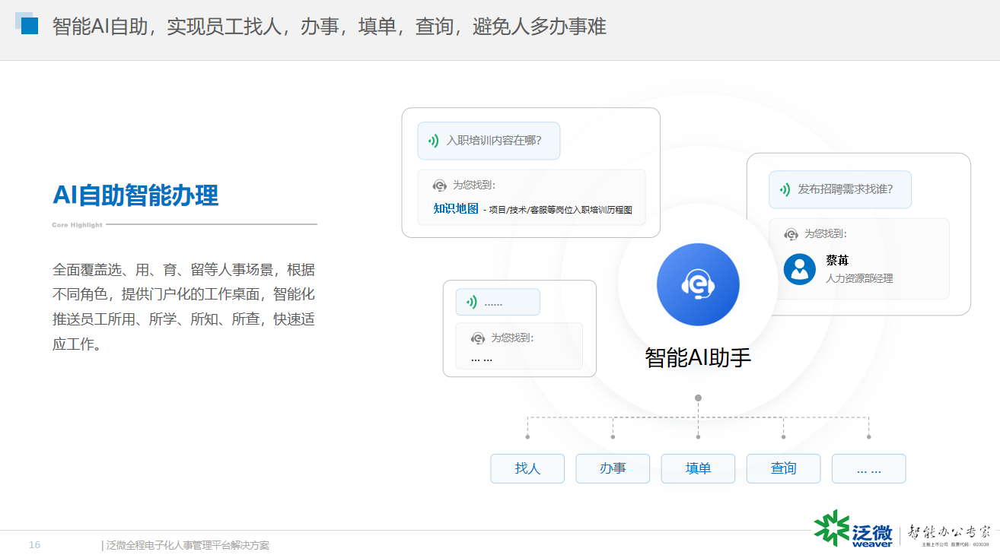 智能AI自助，实现员工找人，办事，填单，查询，避免人多办事难
AI自助智能办理
Core Highlight
全面覆盖选、用、育、留等人事场景，根据
不同角色，提供门户化的工作桌面，智能化
推送员工所用、所学、所知、所查，快速适
应工作。
入职培训内容在哪？
为您找到：
知识地图 - 项目/技术/客服等岗位入职培训历程图
发布招聘需求找谁？
为您找到：
蔡苒
人力资源部经理
......
为您找到：
... ...
智能AI助手
找人
办事
填单
查询
... ...
16
| 泛微全程电子化人事管理平台解决方案
泛微
weaver
智能办公专家
主板上市公司 股票代码：603039